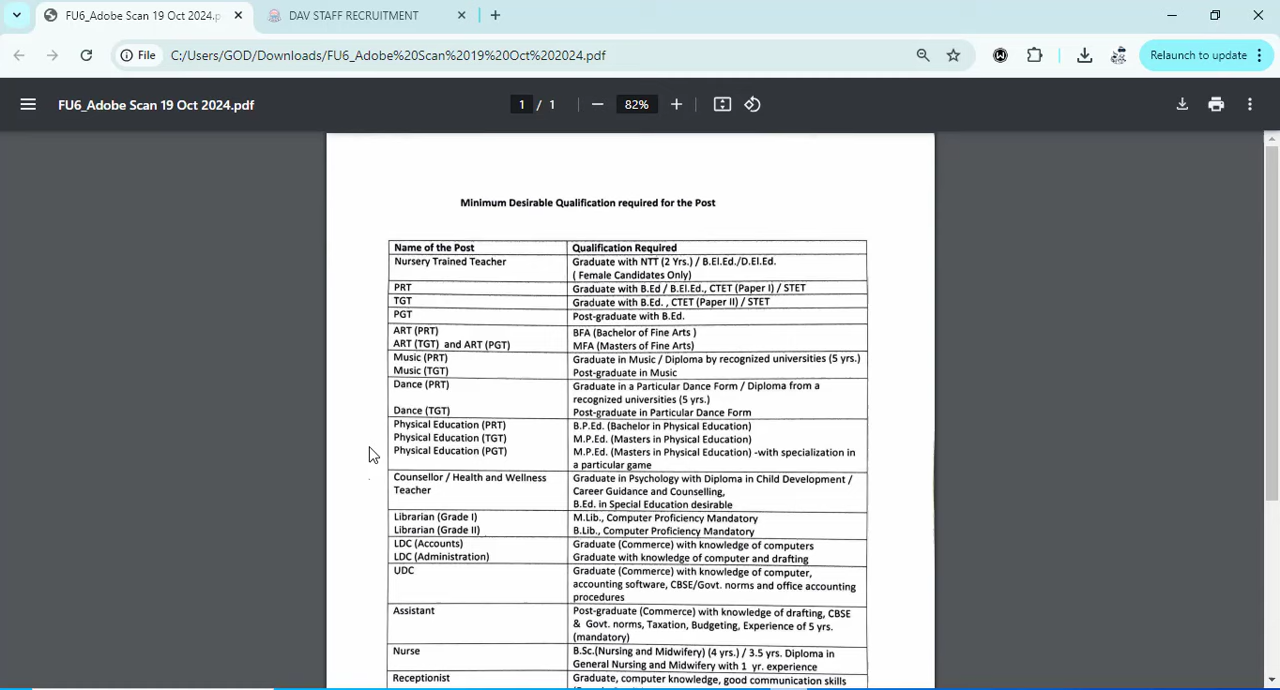 FU6_Adobe Scan 19 Oct 2024.p
DAV STAFF RECRUITMENT
File
C:/Users/GOD/Downloads/FU6_Adobe%20Scan%2019%20Oct%202024.pdf
Relaunch to update
FU6_Adobe Scan 19 Oct 2024.pdf
1 / 1
82%
Minimum Desirable Qualification required for the Post
Name of the Post
Qualification Required
Nursery Trained Teacher
Graduate with NTT (2 Yrs.) / B.El.Ed./D.El.Ed.
( Female Candidates Only)
PRT
Graduate with B.Ed / B.El.Ed., CTET (Paper I) / STET
TGT
Graduate with B.Ed. , CTET (Paper II) / STET
PGT
Post-graduate with B.Ed.
ART (PRT)
BFA (Bachelor of Fine Arts )
ART (TGT) and ART (PGT)
MFA (Masters of Fine Arts)
Music (PRT)
Graduate in Music / Diploma by recognized universities (5 yrs.)
Music (TGT)
Post-graduate in Music
Dance (PRT)
Graduate in a Particular Dance Form / Diploma from a
recognized universities (5 yrs.)
Dance (TGT)
Post-graduate in Particular Dance Form
Physical Education (PRT)
B.P.Ed. (Bachelor in Physical Education)
Physical Education (TGT)
M.P.Ed. (Masters in Physical Education)
Physical Education (PGT)
M.P.Ed. (Masters in Physical Education) -with specialization in
a particular game
Counsellor / Health and Wellness
Teacher
Graduate in Psychology with Diploma in Child Development /
Career Guidance and Counselling,
B.Ed. in Special Education desirable
Librarian (Grade I)
M.Lib., Computer Proficiency Mandatory
Librarian (Grade II)
B.Lib., Computer Proficiency Mandatory
LDC (Accounts)
Graduate (Commerce) with knowledge of computers
LDC (Administration)
Graduate with knowledge of computer and drafting
UDC
Graduate (Commerce) with knowledge of computer,
accounting software, CBSE/Govt. norms and office accounting
procedures
Assistant
Post-graduate (Commerce) with knowledge of drafting, CBSE
& Govt. norms, Taxation, Budgeting, Experience of 5 yrs.
(mandatory)
Nurse
B.Sc.(Nursing and Midwifery) (4 yrs.) / 3.5 yrs. Diploma in
General Nursing and Midwifery with 1 yr. experience
Receptionist
Graduate, computer knowledge, good communication skills